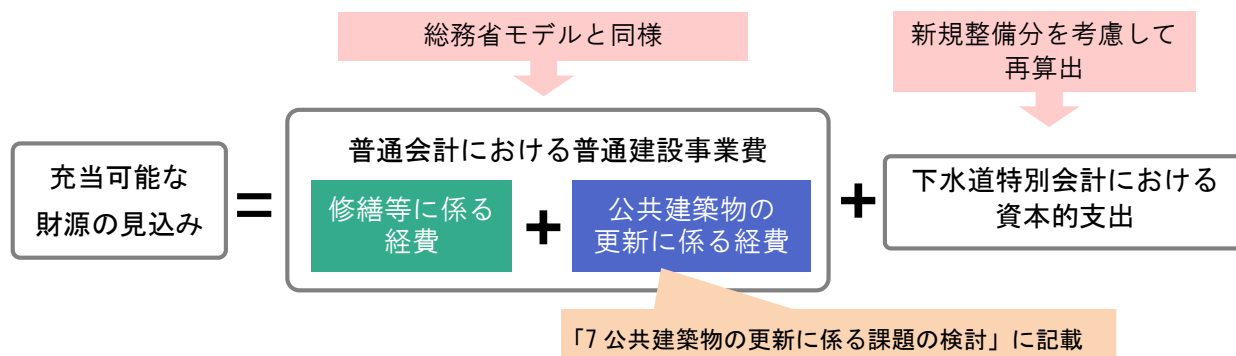 総務省モデルと同様
新規整備分を考慮して
再算出
充当可能な
財源の見込み
=
普通会計における普通建設事業費
修繕等に係る
経費
+
公共建築物の
更新に係る経費
+
下水道特別会計における
資本的支出
「7 公共建築物の更新に係る課題の検討」に記載